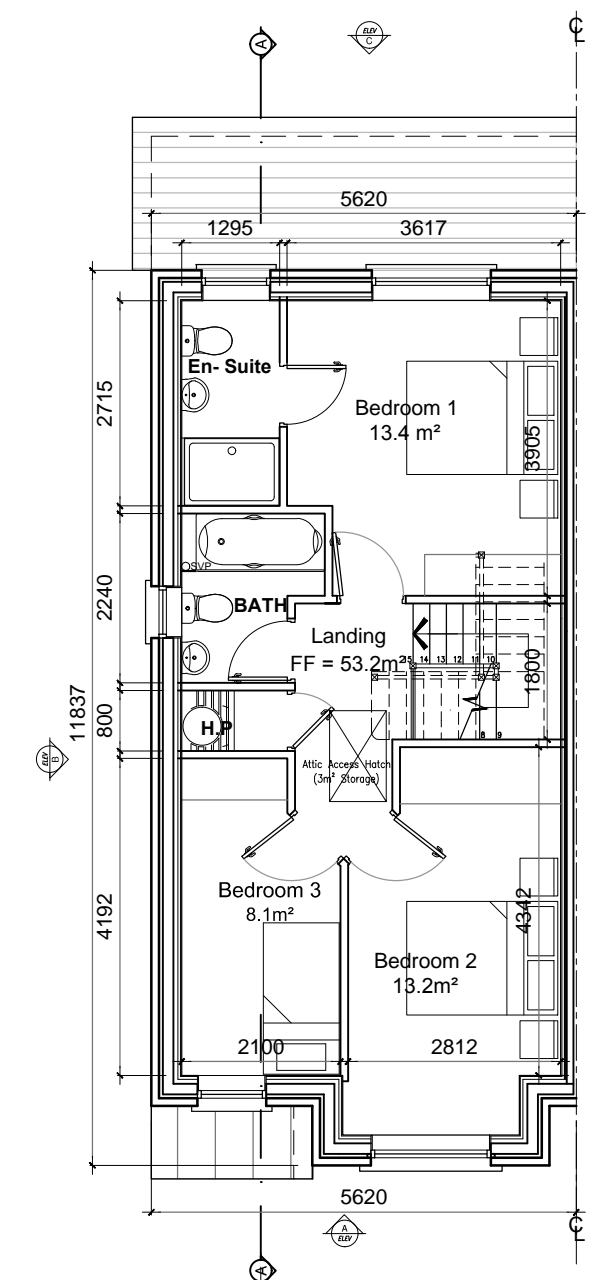 A
ELEV
C
CL
5620
1295
3617
En- Suite
Bedroom 1
13.4 m²
3905
2715
SVP
BATH
2240
Landing
FF = 53.2m²
15 14 13 12 11 10
9
8
1800
11837
800
H.P
ELEV
B
Attic Access Hatch
(3m² Storage)
Bedroom 3
8.1m²
4192
4342
Bedroom 2
13.2m²
2100
2812
5620
A
ELEV
CL
A